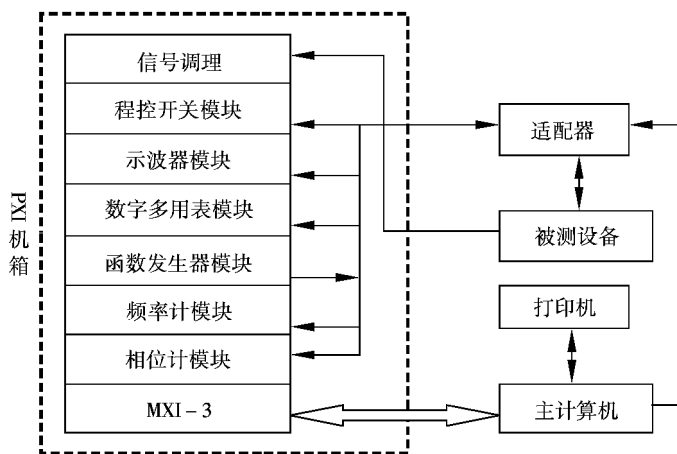 PXI机箱
信号调理
程控开关模块
示波器模块
数字多用表模块
函数发生器模块
频率计模块
相位计模块
MXI-3
适配器
被测设备
打印机
主计算机